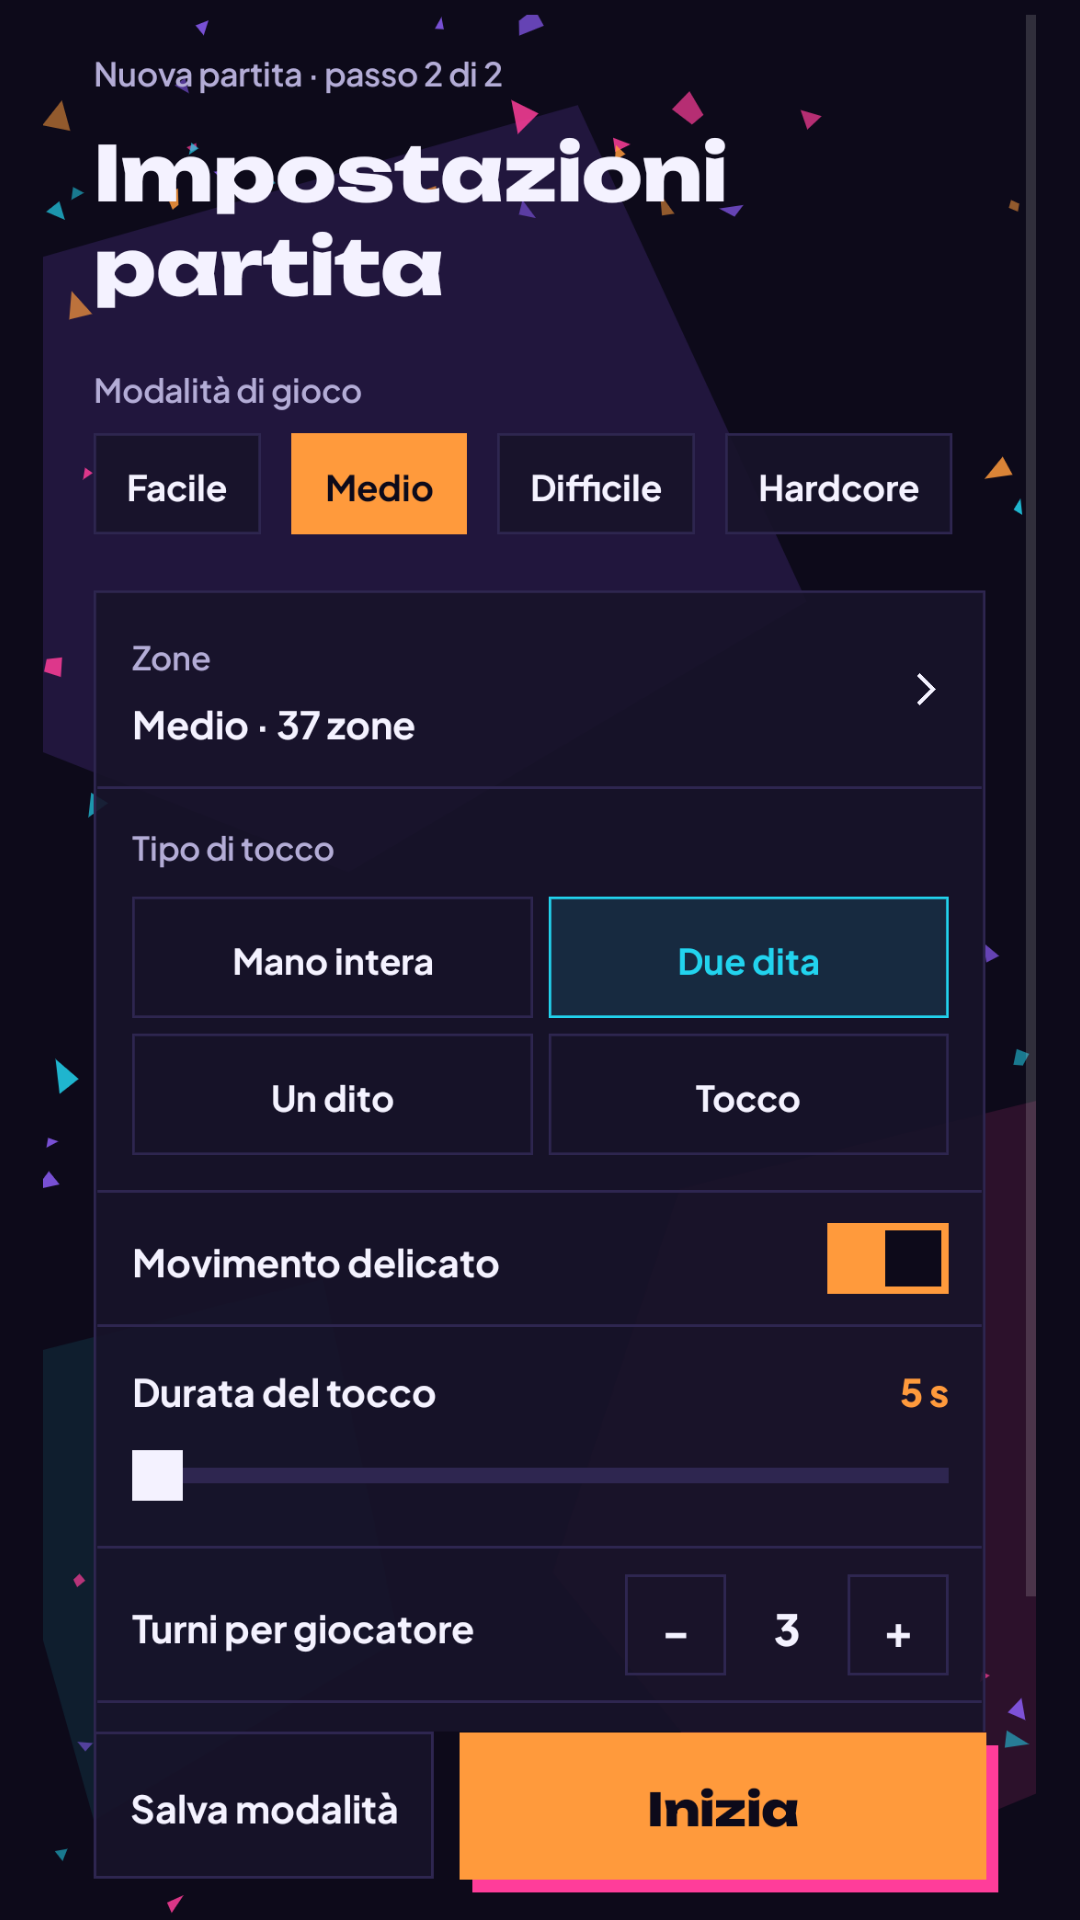 Nuova partita · passo 2 di 2
Impostazioni
partita
Modalità di gioco
Facile
Medio
Difficile
Hardcore
Zone
Medio · 37 zone
Tipo di tocco
Mano intera
Due dita
Un dito
Tocco
Movimento delicato
Durata del tocco
5 s
Turni per giocatore
–
3
+
Salva modalità
Inizia